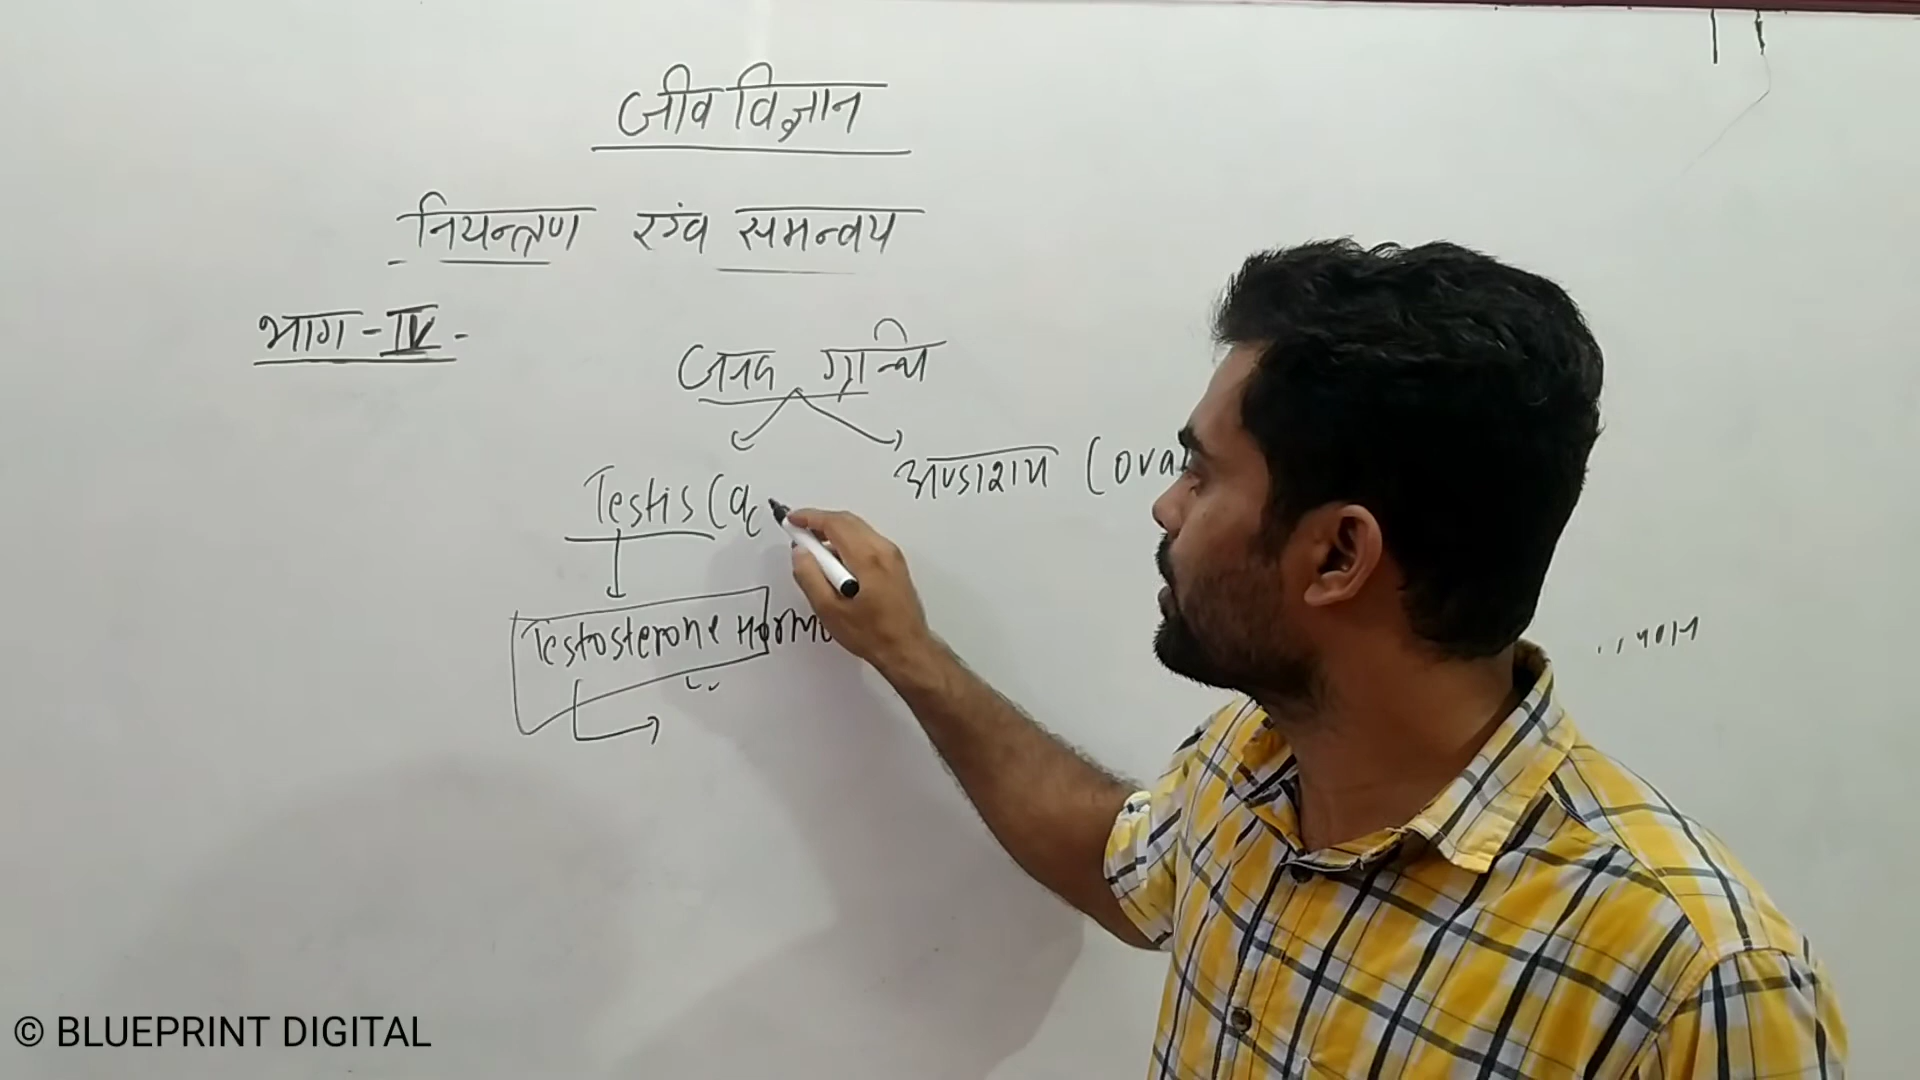 जीव विज्ञान
नियन्त्रण एवं समन्वय
भाग - IV -
जनद ग्रन्थि
Testis (वृ
अण्डाशय (ova
Testosterone Hormo
© BLUEPRINT DIGITAL